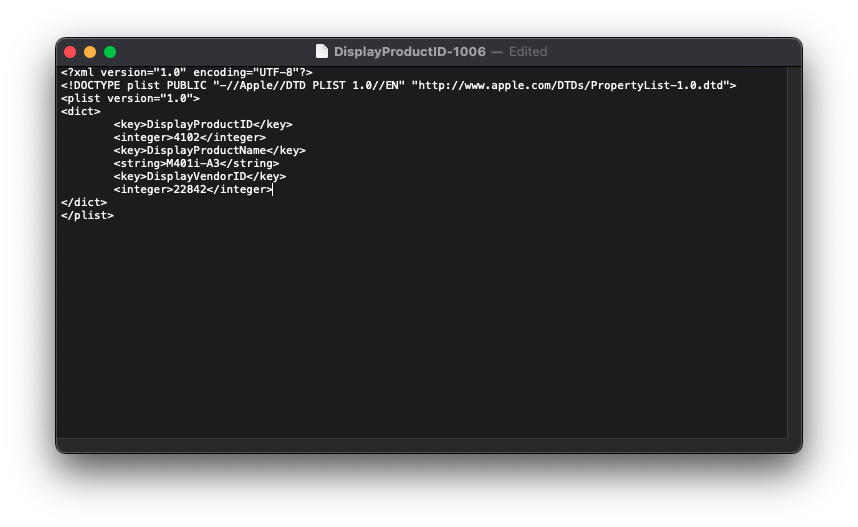 DisplayProductID-1006 — Edited
<?xml version="1.0" encoding="UTF-8"?>
<!DOCTYPE plist PUBLIC "-//Apple//DTD PLIST 1.0//EN" "http://www.apple.com/DTDs/PropertyList-1.0.dtd">
<plist version="1.0">
<dict>
	<key>DisplayProductID</key>
	<integer>4102</integer>
	<key>DisplayProductName</key>
	<string>M401i-A3</string>
	<key>DisplayVendorID</key>
	<integer>22842</integer>
</dict>
</plist>